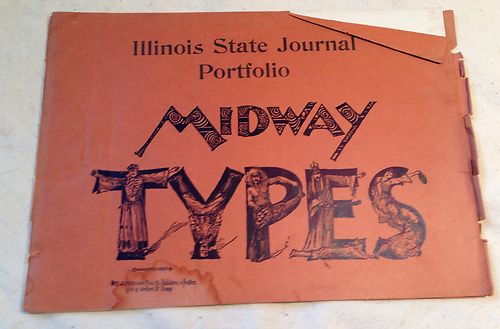 Illinois State Journal
Portfolio
MIDWAY
TYPES